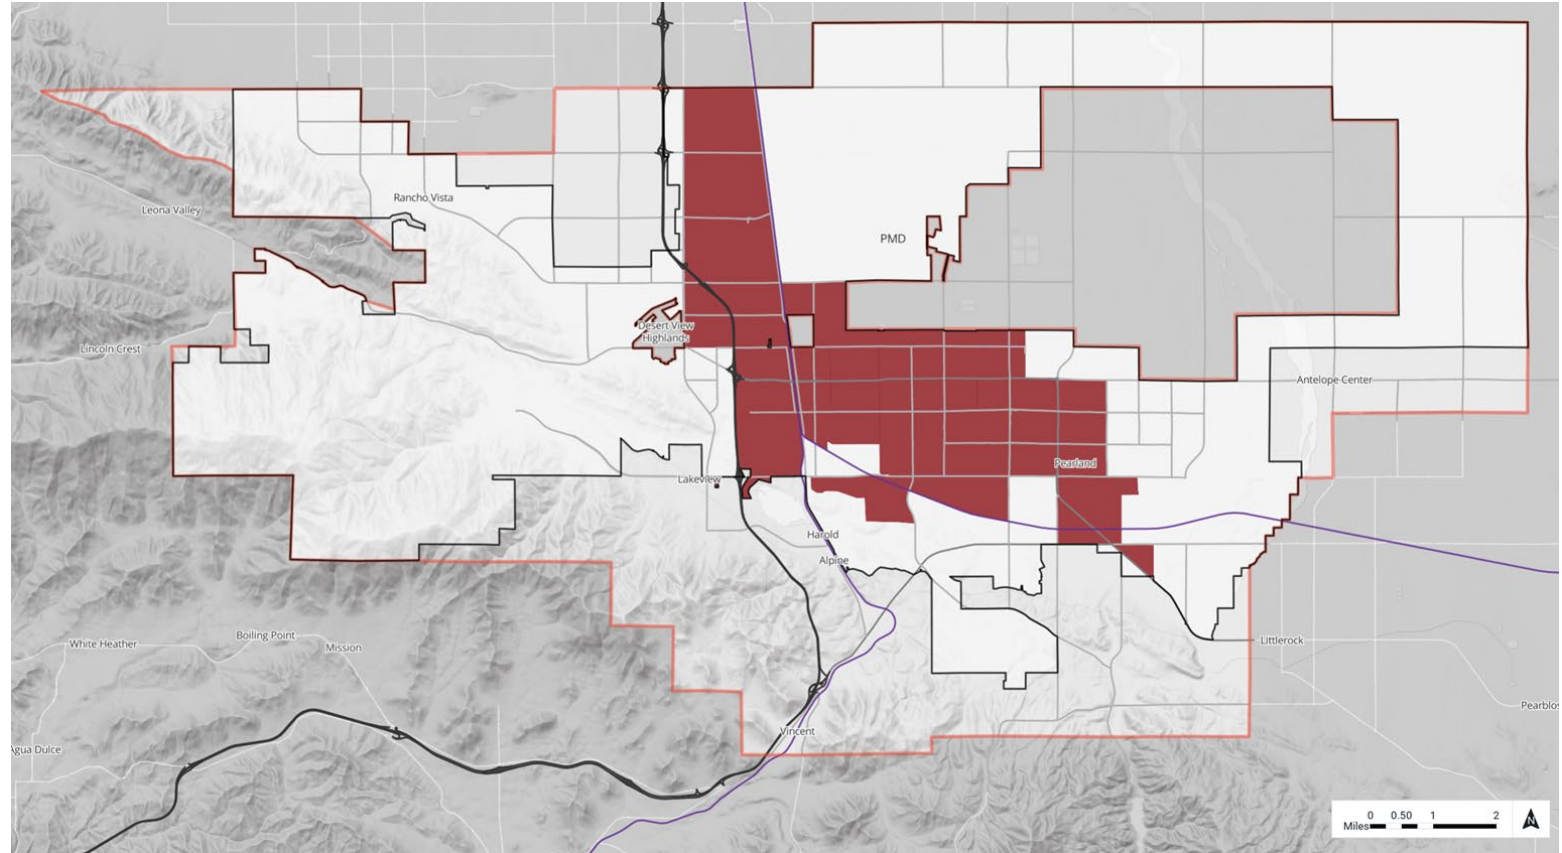 Rancho Vista
Leona Valley
PMD
Desert View
Highlands
Lincoln Crest
Antelope Center
Pearland
Lakeview
Harold
Alpine
White Heather
Boiling Point
Mission
Littlerock
Pearblos
Vincent
Agua Dulce
0 0.50 1 2
Miles
N